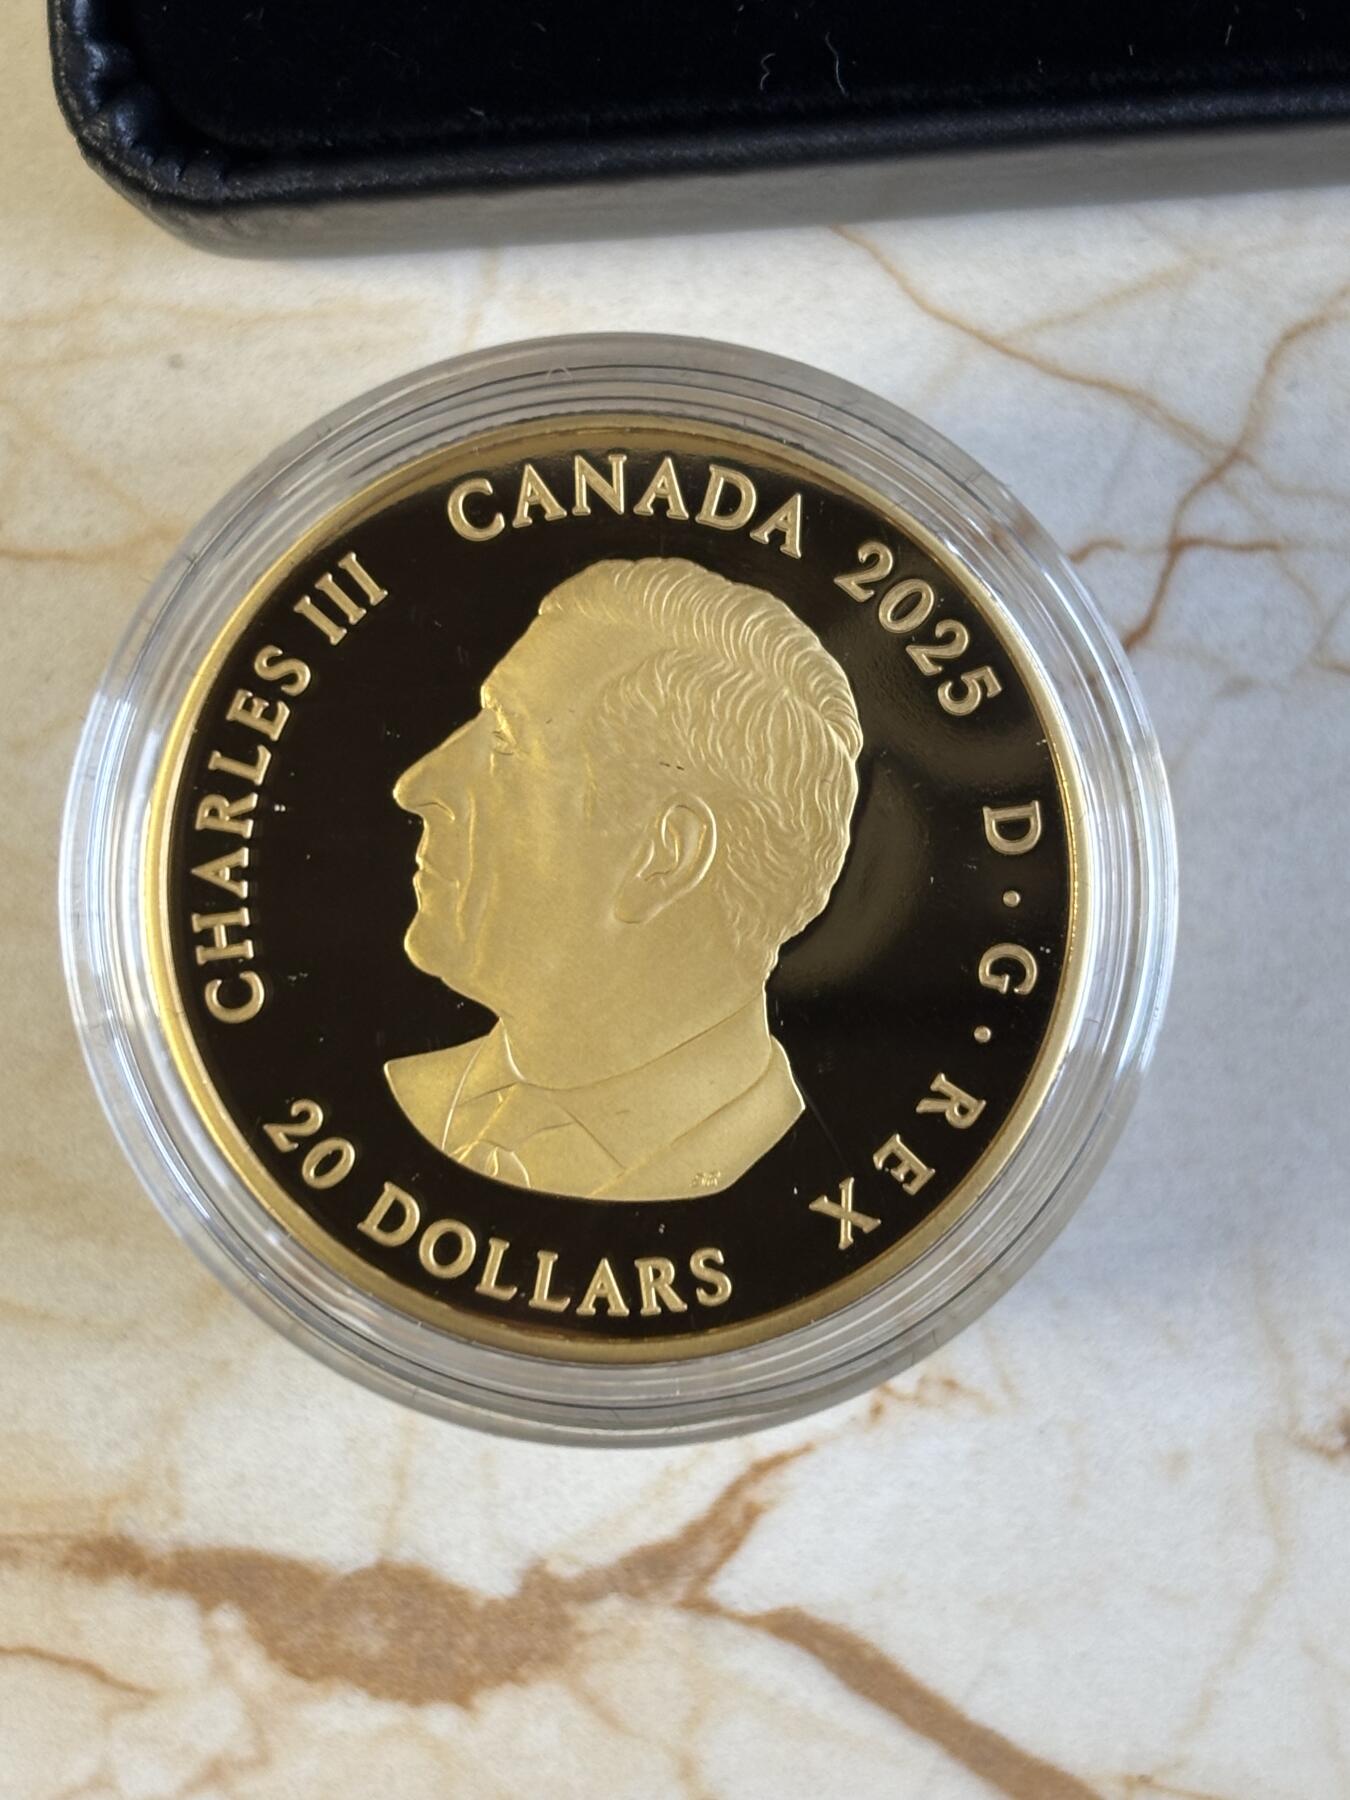 CHARLES III
CANADA
2025
D·G·REX
20 DOLLARS